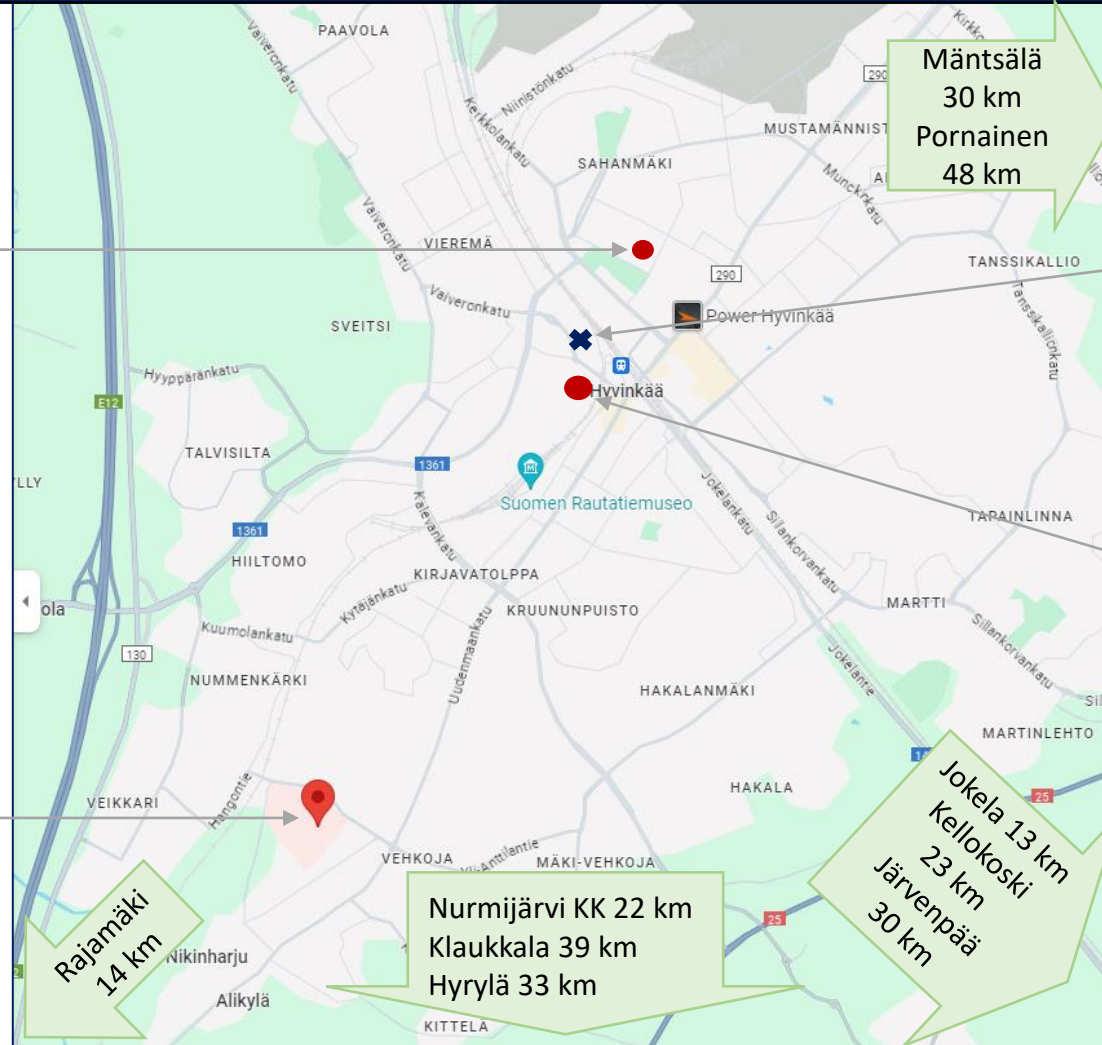 PAAVOLA
Vaiveronkatu
Niinistönkatu
Kerkkolankatu
290
Mäntsälä
30 km
Pornainen
48 km
MUSTAMÄNNIST
SAHANMÄKI
Munckinkatu
VIEREMÄ
Vaiveronkatu
TANSSIKALLIO
290
Vaiveronkatu
Power Hyvinkää
SVEITSI
Tanssikallionkatu
Hyyppäränkatu
Hyvinkää
E12
TALVISILTA
1361
Suomen Rautatiemuseo
Jokelankatu
Sillankorvankatu
TAPAINLINNA
1361
Kalevankatu
HIILTOMO
KIRJAVATOLPPA
Kytäjänkatu
KRUUNUNPUISTO
MARTTI
ola
Kuumolankatu
Uudenmaankatu
Sillankorvankatu
130
NUMMENKÄRKI
Jokelantie
HAKALANMÄKI
MARTINLEHTO
Hangontie
HAKALA
25
VEIKKARI
VEHKOJA
MÄKI-VEHKOJA
Jokela 13 km
Kellokoski
23 km
Järvenpää
30 km
Rajamäki
14 km
Nurmijärvi KK 22 km
Klaukkala 39 km
Hyrylä 33 km
25
Nikinharju
Alikylä
KITTELÄ